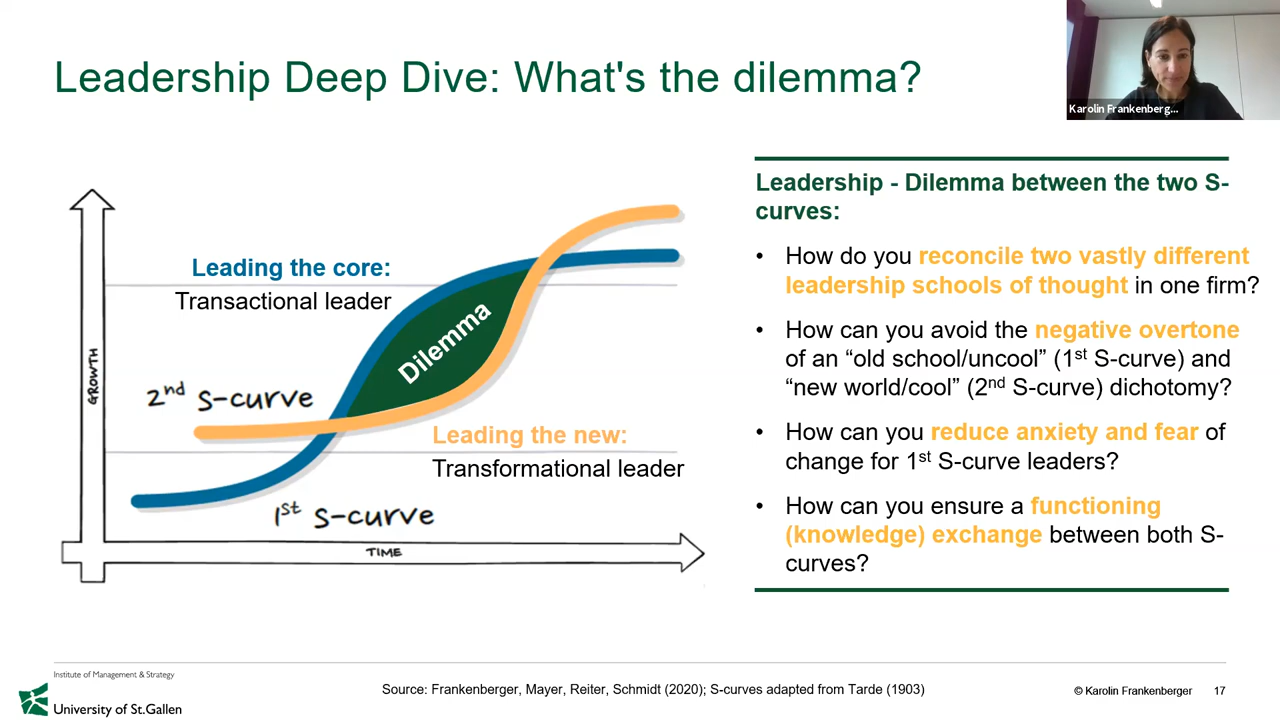 Leadership Deep Dive: What's the dilemma?
Karolin Frankenberg...
Leading the core:
Transactional leader
Dilemma
GROWTH
2nd S-curve
Leading the new:
Transformational leader
1st S-curve
TIME
Leadership - Dilemma between the two S-
curves:
• How do you reconcile two vastly different
leadership schools of thought in one firm?
• How can you avoid the negative overtone
of an “old school/uncool” (1st S-curve) and
“new world/cool” (2nd S-curve) dichotomy?
• How can you reduce anxiety and fear of
change for 1st S-curve leaders?
• How can you ensure a functioning
(knowledge) exchange between both S-
curves?
Institute of Management & Strategy
University of St.Gallen
Source: Frankenberger, Mayer, Reiter, Schmidt (2020); S-curves adapted from Tarde (1903)
© Karolin Frankenberger 17